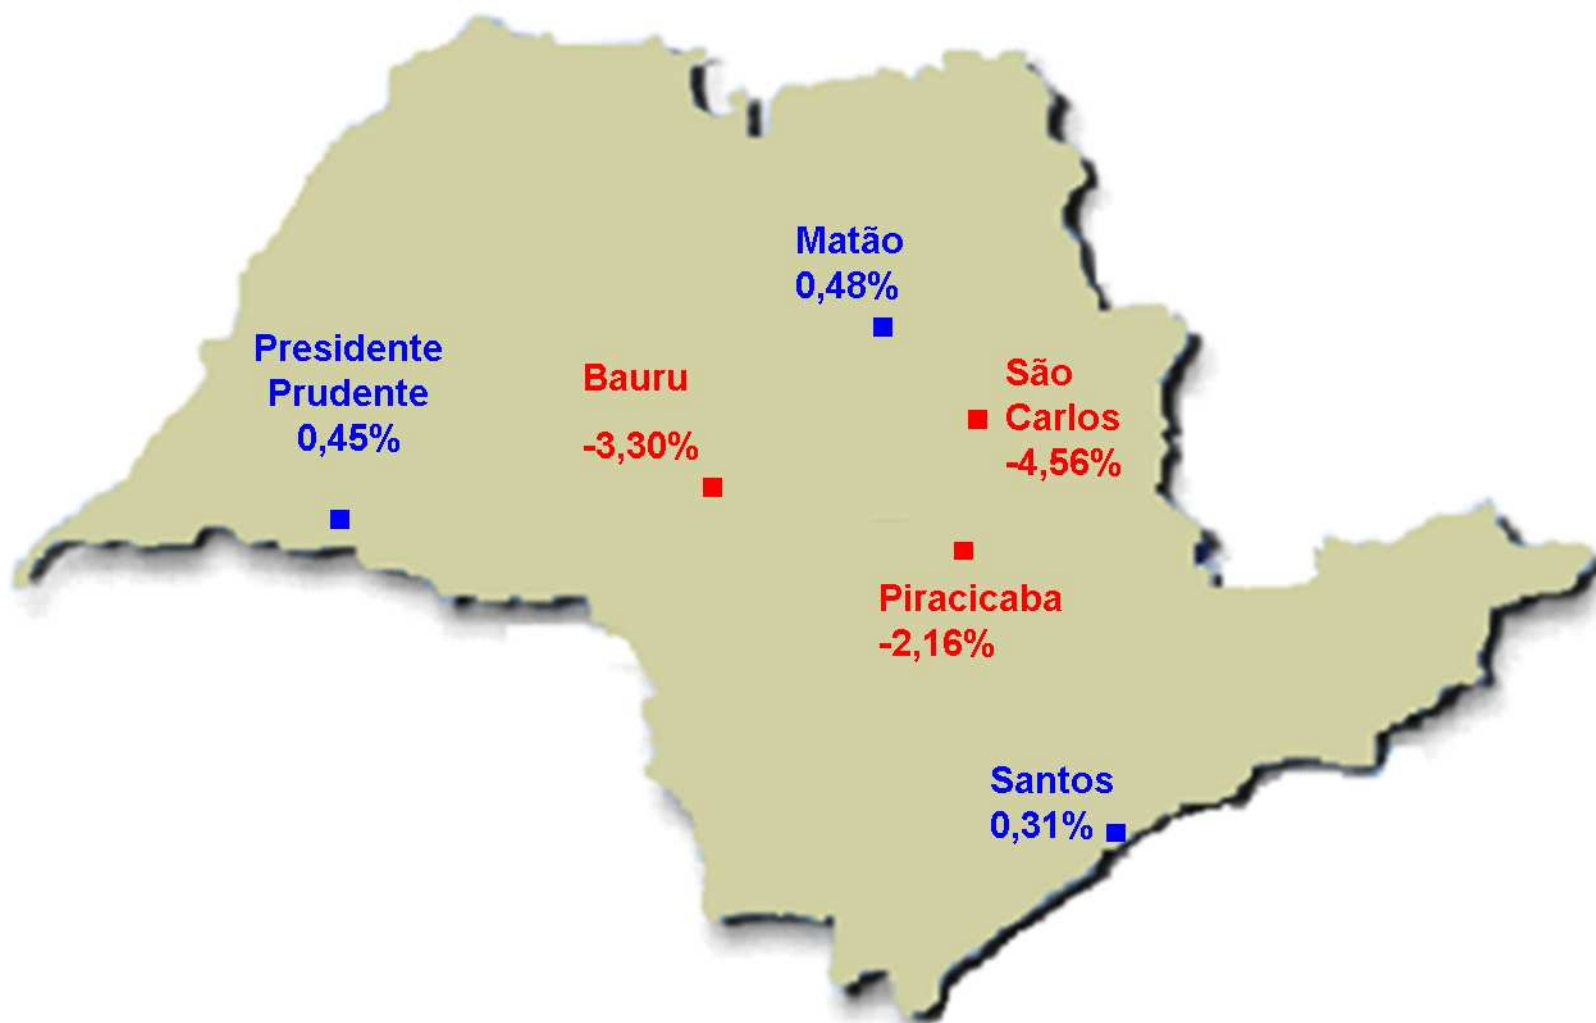 Matão
0,48%
Presidente
Prudente
0,45%
Bauru
-3,30%
São
Carlos
-4,56%
Piracicaba
-2,16%
Santos
0,31%